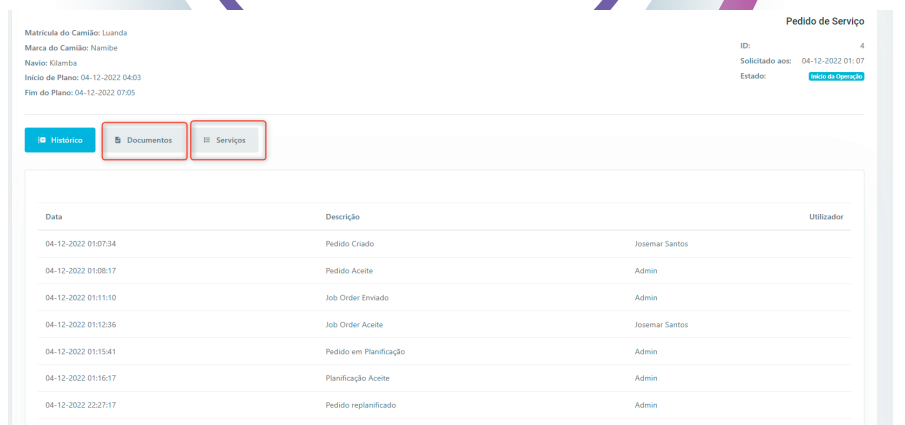 Pedido de Serviço
Matrícula do Camião: Luanda
Marca do Camião: Namibe
Navio: Kilamba
Início de Plano: 04-12-2022 04:03
Fim do Plano: 04-12-2022 07:05
ID: 4
Solicitado aos: 04-12-2022 01:07
Estado: Início da Operação
Histórico Documentos Serviços
Data Descrição Utilizador
04-12-2022 01:07:34 Pedido Criado Josemar Santos
04-12-2022 01:08:17 Pedido Aceite Admin
04-12-2022 01:11:10 Job Order Enviado Admin
04-12-2022 01:12:36 Job Order Aceite Josemar Santos
04-12-2022 01:15:41 Pedido em Planificação Admin
04-12-2022 01:16:17 Planificação Aceite Admin
04-12-2022 22:27:17 Pedido replanificado Admin